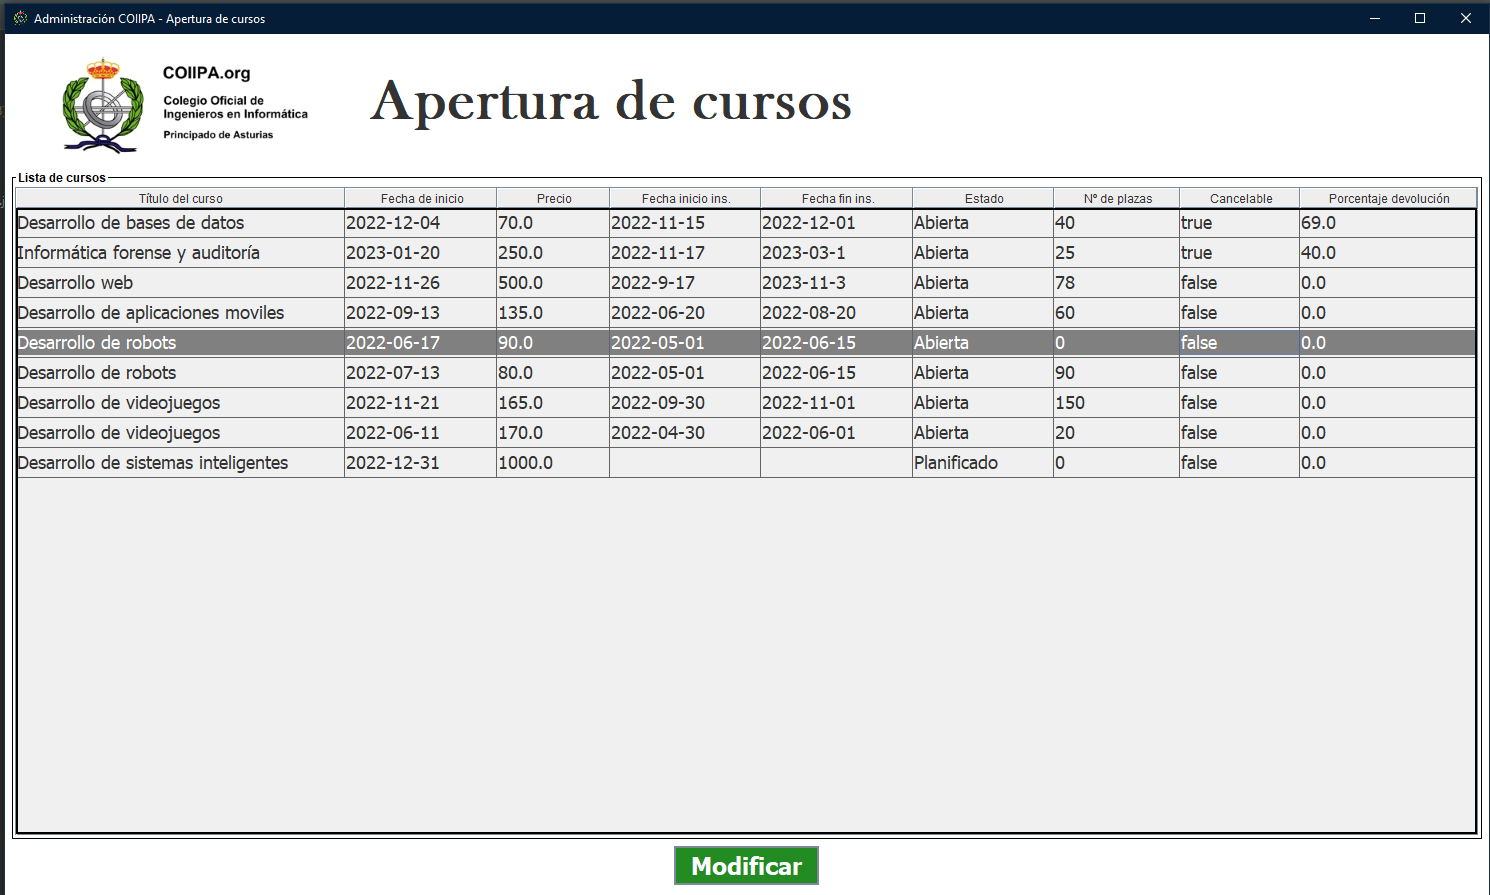 Administración COIIPA - Apertura de cursos
COIIPA.org
Colegio Oficial de
Ingenieros en Informática
Principado de Asturias
Apertura de cursos
Lista de cursos
Título del curso Fecha de inicio Precio Fecha inicio ins. Fecha fin ins. Estado Nº de plazas Cancelable Porcentaje devolución
Desarrollo de bases de datos 2022-12-04 70.0 2022-11-15 2022-12-01 Abierta 40 true 69.0
Informática forense y auditoría 2023-01-20 250.0 2022-11-17 2023-03-1 Abierta 25 true 40.0
Desarrollo web 2022-11-26 500.0 2022-9-17 2023-11-3 Abierta 78 false 0.0
Desarrollo de aplicaciones moviles 2022-09-13 135.0 2022-06-20 2022-08-20 Abierta 60 false 0.0
Desarrollo de robots 2022-06-17 90.0 2022-05-01 2022-06-15 Abierta 0 false 0.0
Desarrollo de robots 2022-07-13 80.0 2022-05-01 2022-06-15 Abierta 90 false 0.0
Desarrollo de videojuegos 2022-11-21 165.0 2022-09-30 2022-11-01 Abierta 150 false 0.0
Desarrollo de videojuegos 2022-06-11 170.0 2022-04-30 2022-06-01 Abierta 20 false 0.0
Desarrollo de sistemas inteligentes 2022-12-31 1000.0 Planificado 0 false 0.0
Modificar